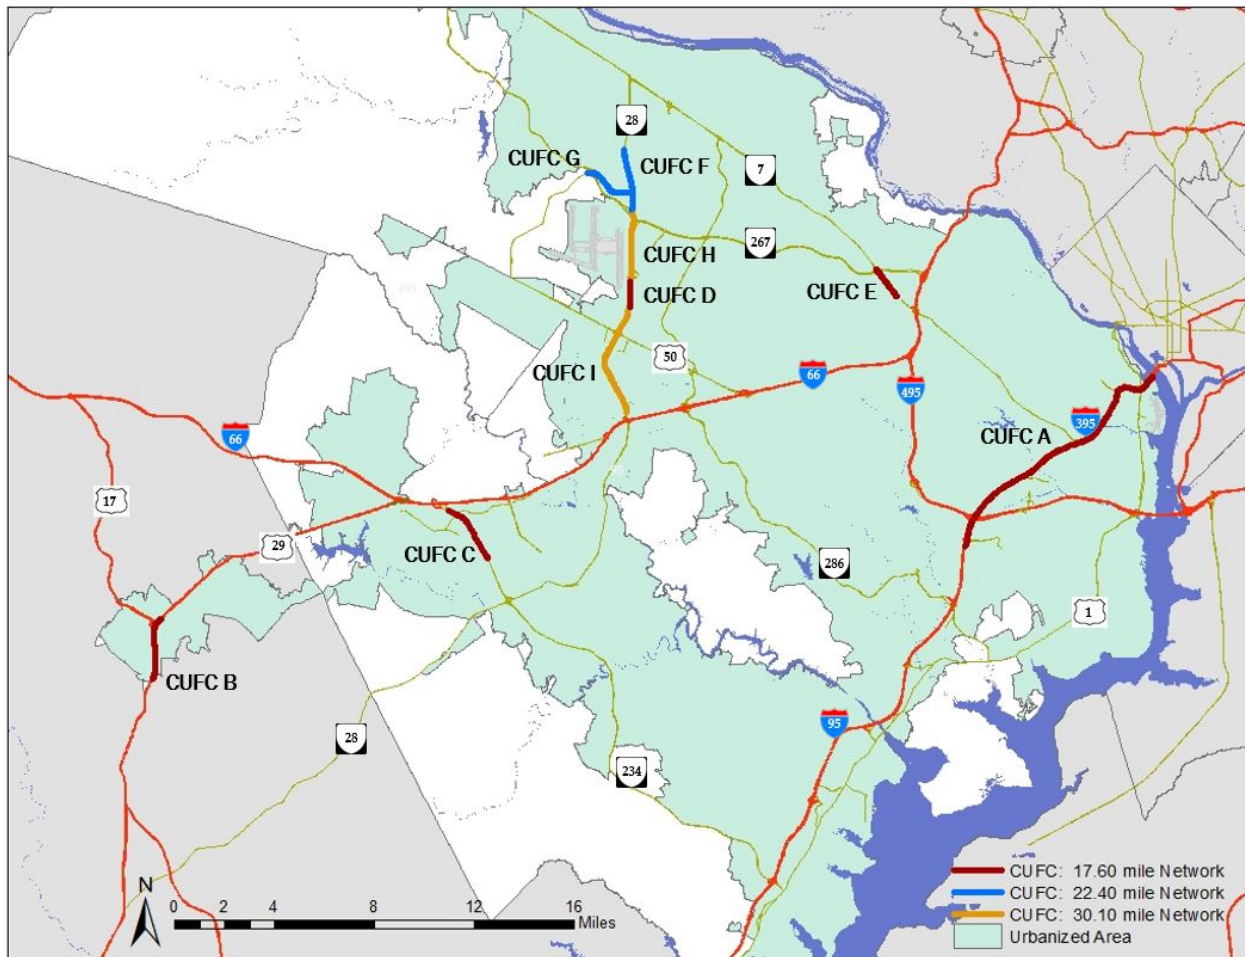 28
CUFC G
CUFC F
7
267
CUFC H
CUFC D
CUFC E
50
CUFC I
66
495
395
CUFC A
66
17
29
CUFC C
286
1
CUFC B
28
95
234
N
0 2 4 8 12 16
Miles
CUFC: 17.60 mile Network
CUFC: 22.40 mile Network
CUFC: 30.10 mile Network
Urbanized Area